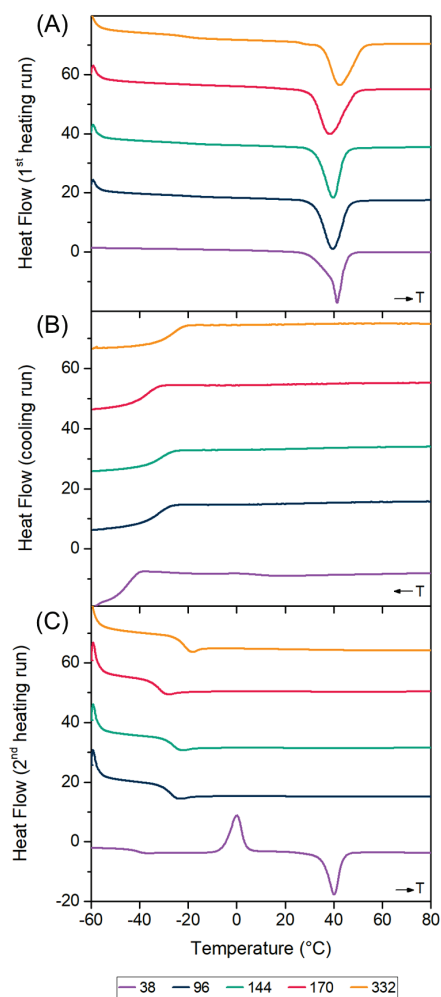 (A)
Heat Flow (1st heating run)
60
40
20
0
→T
(B)
Heat Flow (cooling run)
60
40
20
0
←T
(C)
Heat Flow (2nd heating run)
60
40
20
0
-20
→T
-60 -40 -20 0 20 40 60 80
Temperature (°C)
38 96 144 170 332